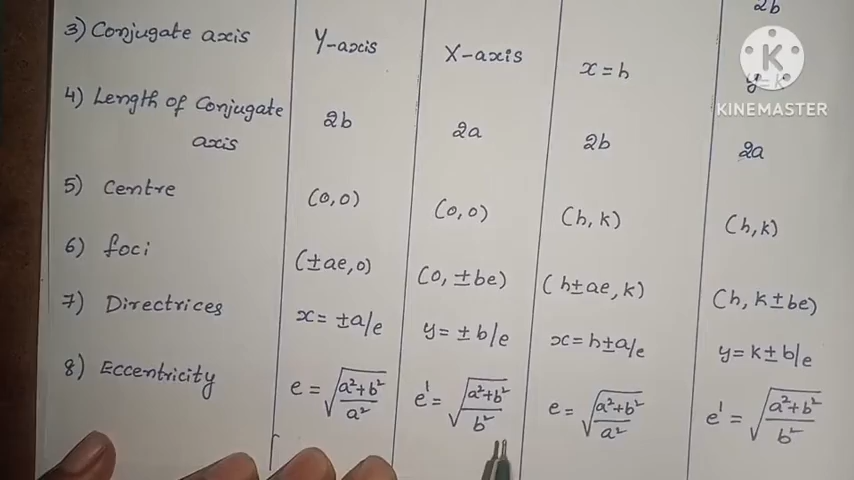 2b
3) Conjugate axis Y-axis X-axis x = h y = k
4) Length of Conjugate axis 2b 2a 2b 2a
5) Centre (0,0) (0,0) (h,k) (h,k)
6) foci (±ae,0) (0, ±be) (h±ae, k) (h, k±be)
7) Directrices x = ±a/e y = ±b/e x = h±a/e y = k±b/e
8) Eccentricity e = √(a²+b²/a²) e' = √(a²+b²/b²) e = √(a²+b²/a²) e' = √(a²+b²/b²)
K
KINEMASTER